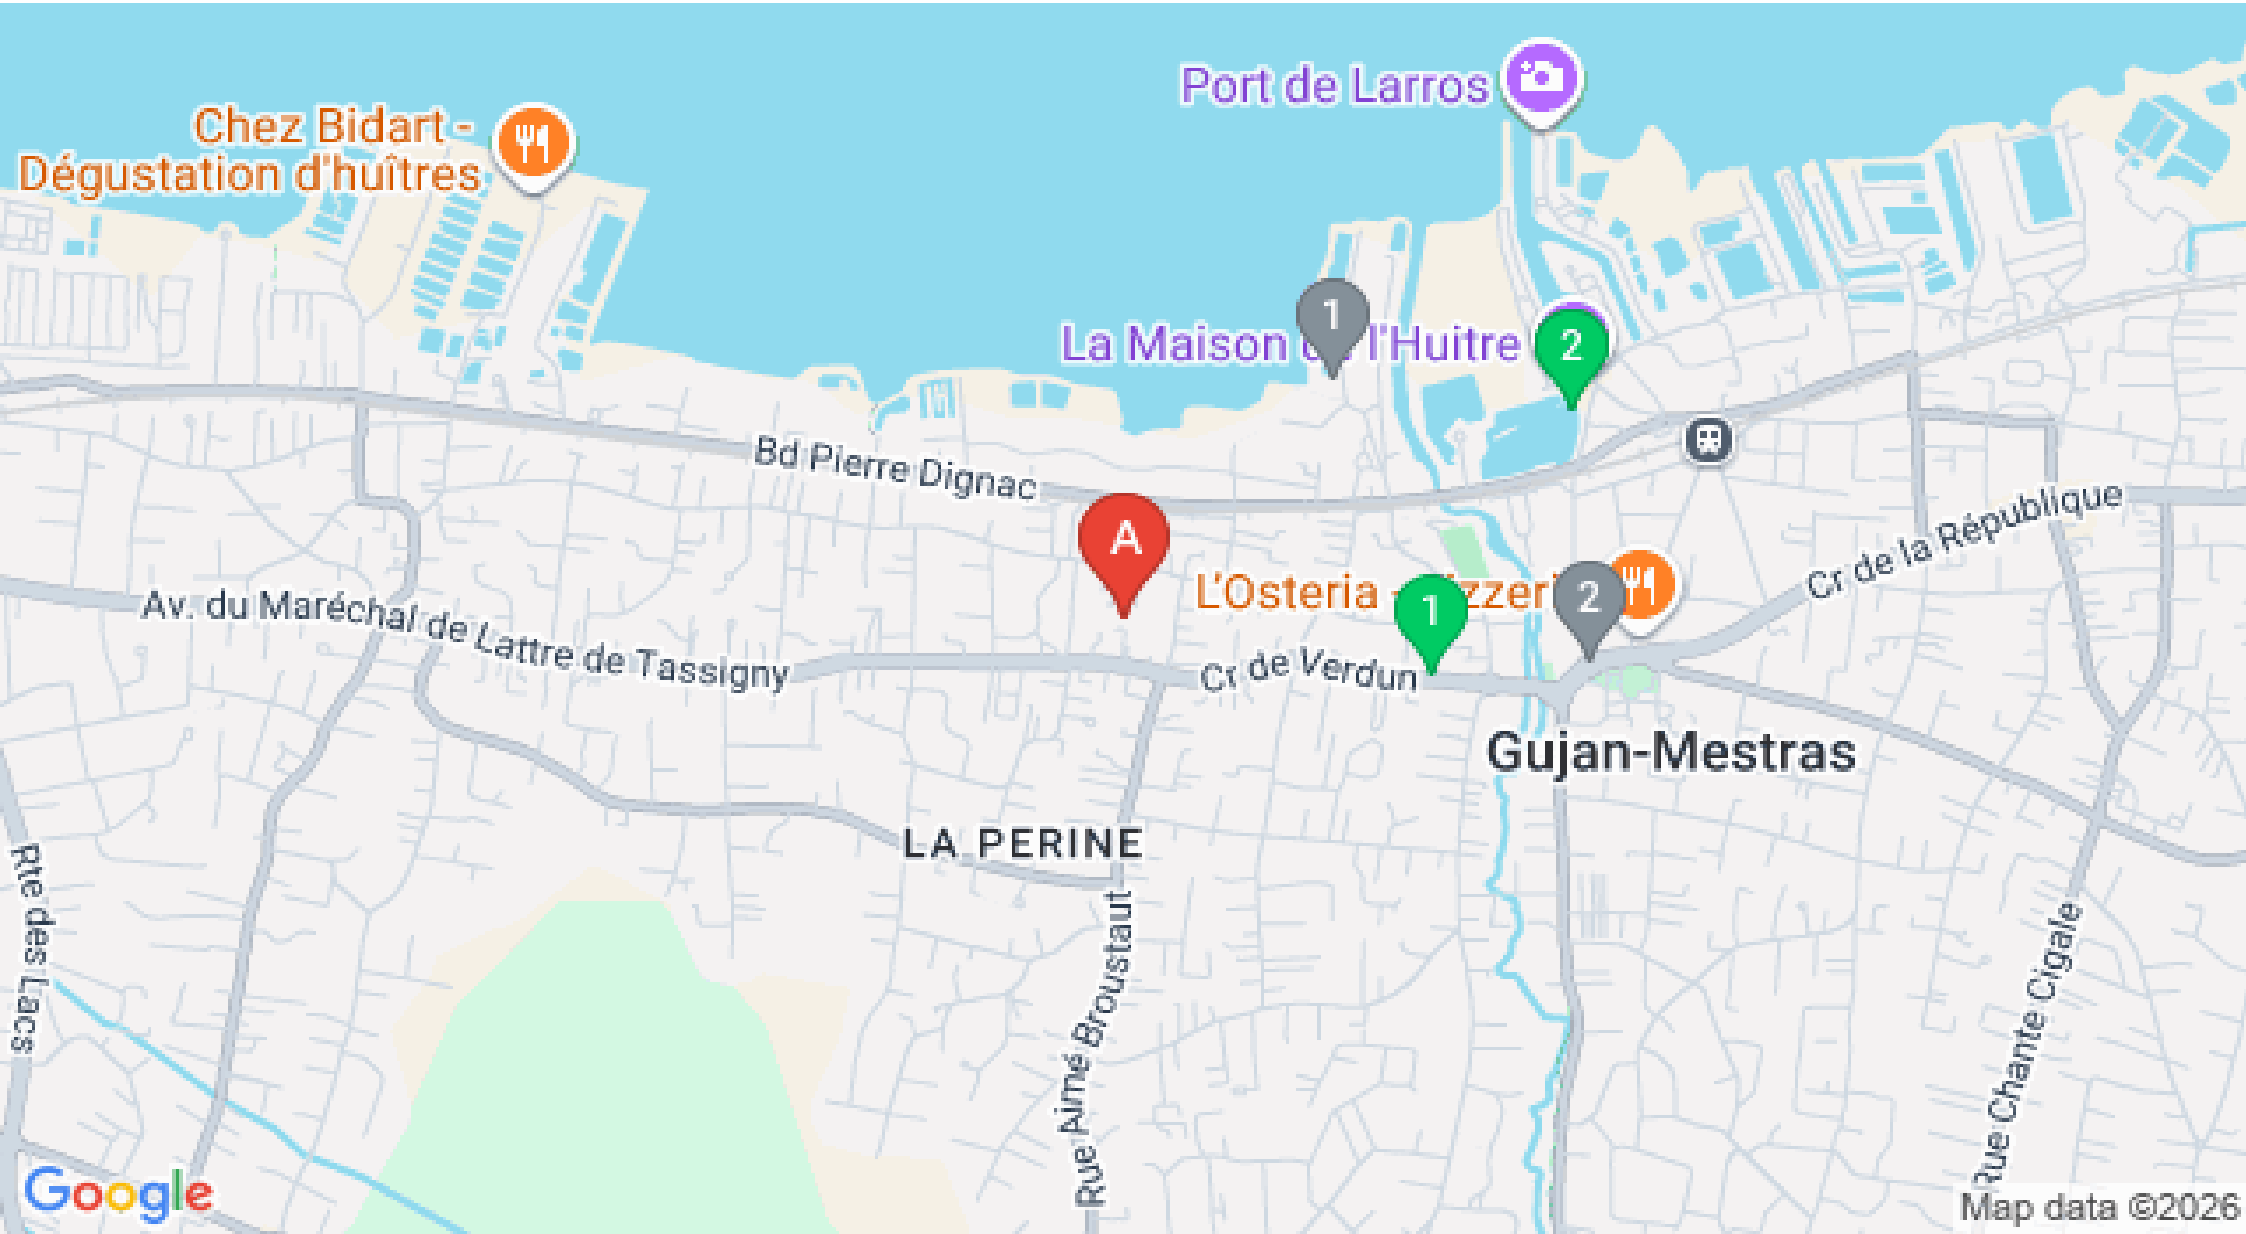 Port de Larros
Chez Bidart -
Dégustation d'huîtres
1
La Maison
l'Huitre
2
Bd Pierre Dignac
A
Cr de la République
L'Osteria -
1
2
Av. du Maréchal de Lattre de Tassigny
Cr de Verdun
Gujan-Mestras
LA PERINE
Rte des Lacs
Rue Aimé Broustaut
Rue Chante Cigale
Google
Map data ©2026